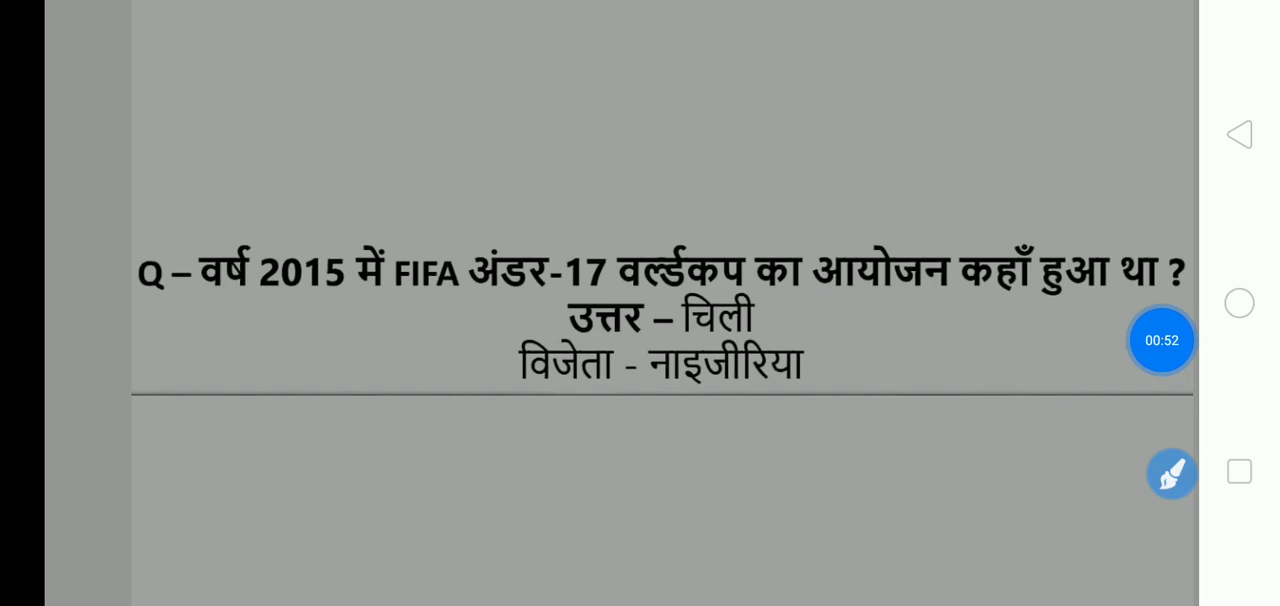 Q – वर्ष 2015 में FIFA अंडर-17 वर्ल्डकप का आयोजन कहाँ हुआ था ?
उत्तर – चिली
00:52
विजेता - नाइजीरिया